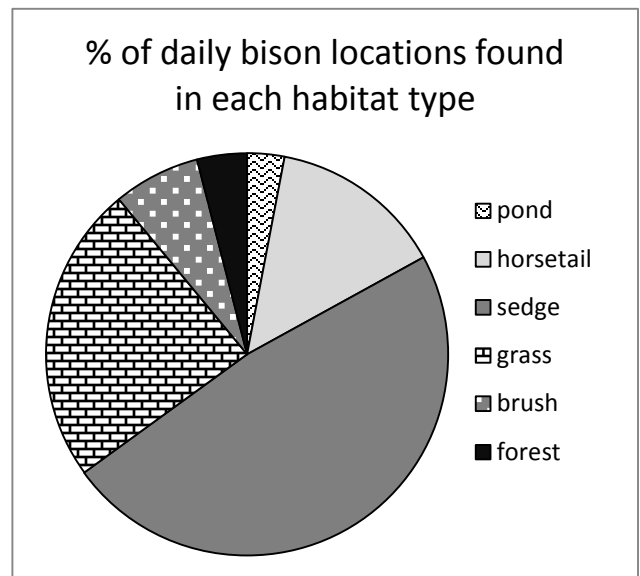 % of daily bison locations found
in each habitat type
pond
horsetail
sedge
grass
brush
forest